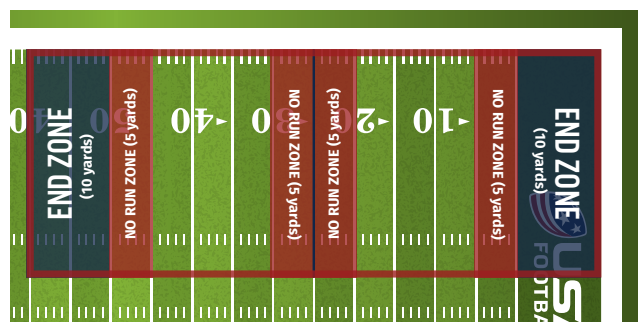 END ZONE
(10 yards)
NO RUN ZONE (5 yards)
40
NO RUN ZONE (5 yards)
NO RUN ZONE (5 yards)
2
10
NO RUN ZONE (5 yards)
END ZONE
(10 yards)